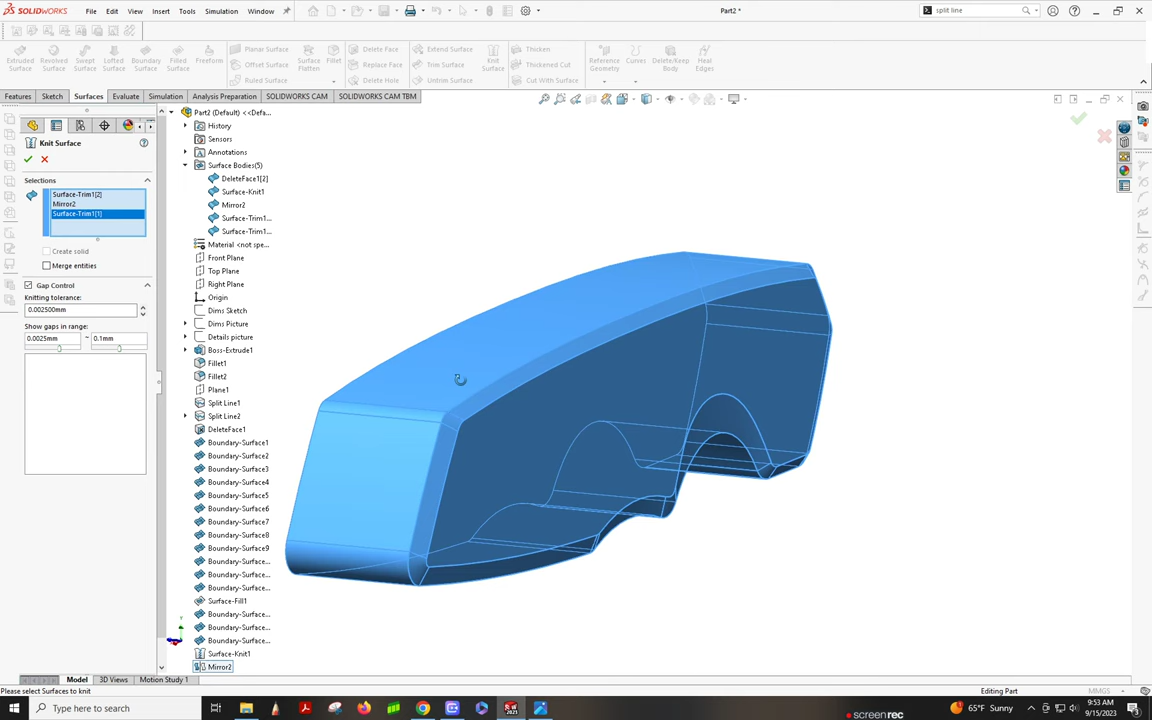 SOLIDWORKS File Edit View Insert Tools Simulation Window Part2 * split line
Extruded Surface Revolved Surface Swept Surface Lofted Surface Boundary Surface Filled Surface Freeform Planar Surface Offset Surface Ruled Surface Surface Flatten Fillet Delete Face Replace Face Delete Hole Extend Surface Trim Surface Untrim Surface Knit Surface Thicken Thickened Cut Cut With Surface Reference Geometry Curves Delete/Keep Body Heal Edges
Features Sketch Surfaces Evaluate Simulation Analysis Preparation SOLIDWORKS CAM SOLIDWORKS CAM TBM
Knit Surface
Selections
Surface-Trim1[2]
Mirror2
Surface-Trim1[1]
Create solid
Merge entities
Gap Control
Knitting tolerance:
0.002500mm
Show gaps in range:
0.0025mm ~ 0.1mm
Part2 (Default) <<Defa...
History
Sensors
Annotations
Surface Bodies(5)
DeleteFace1[2]
Surface-Knit1
Mirror2
Surface-Trim1...
Surface-Trim1...
Material <not spe...
Front Plane
Top Plane
Right Plane
Origin
Dims Sketch
Dims Picture
Details picture
Boss-Extrude1
Fillet1
Fillet2
Plane1
Split Line1
Split Line2
DeleteFace1
Boundary-Surface1
Boundary-Surface2
Boundary-Surface3
Boundary-Surface4
Boundary-Surface5
Boundary-Surface6
Boundary-Surface7
Boundary-Surface8
Boundary-Surface9
Boundary-Surface...
Boundary-Surface...
Boundary-Surface...
Surface-Fill1
Boundary-Surface...
Boundary-Surface...
Boundary-Surface...
Surface-Knit1
Mirror2
Model 3D Views Motion Study 1
Please select Surfaces to knit Editing Part MMGS
Type here to search 65°F Sunny 9:53 AM
9/15/2023
screenrec